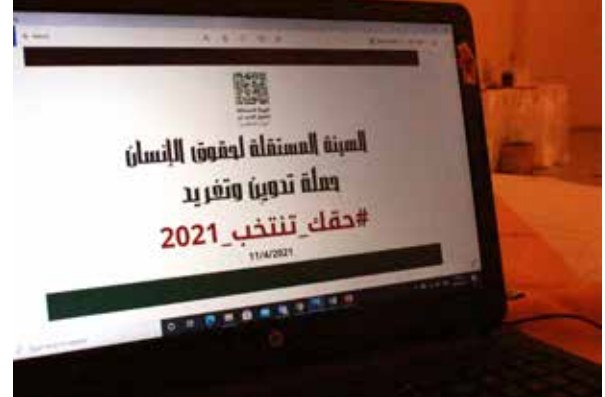 الهيئة المستقلة لحقوق الإنسان
حملة تدوين وتغريد
#حقك_تنتخب_2021
11/4/2021